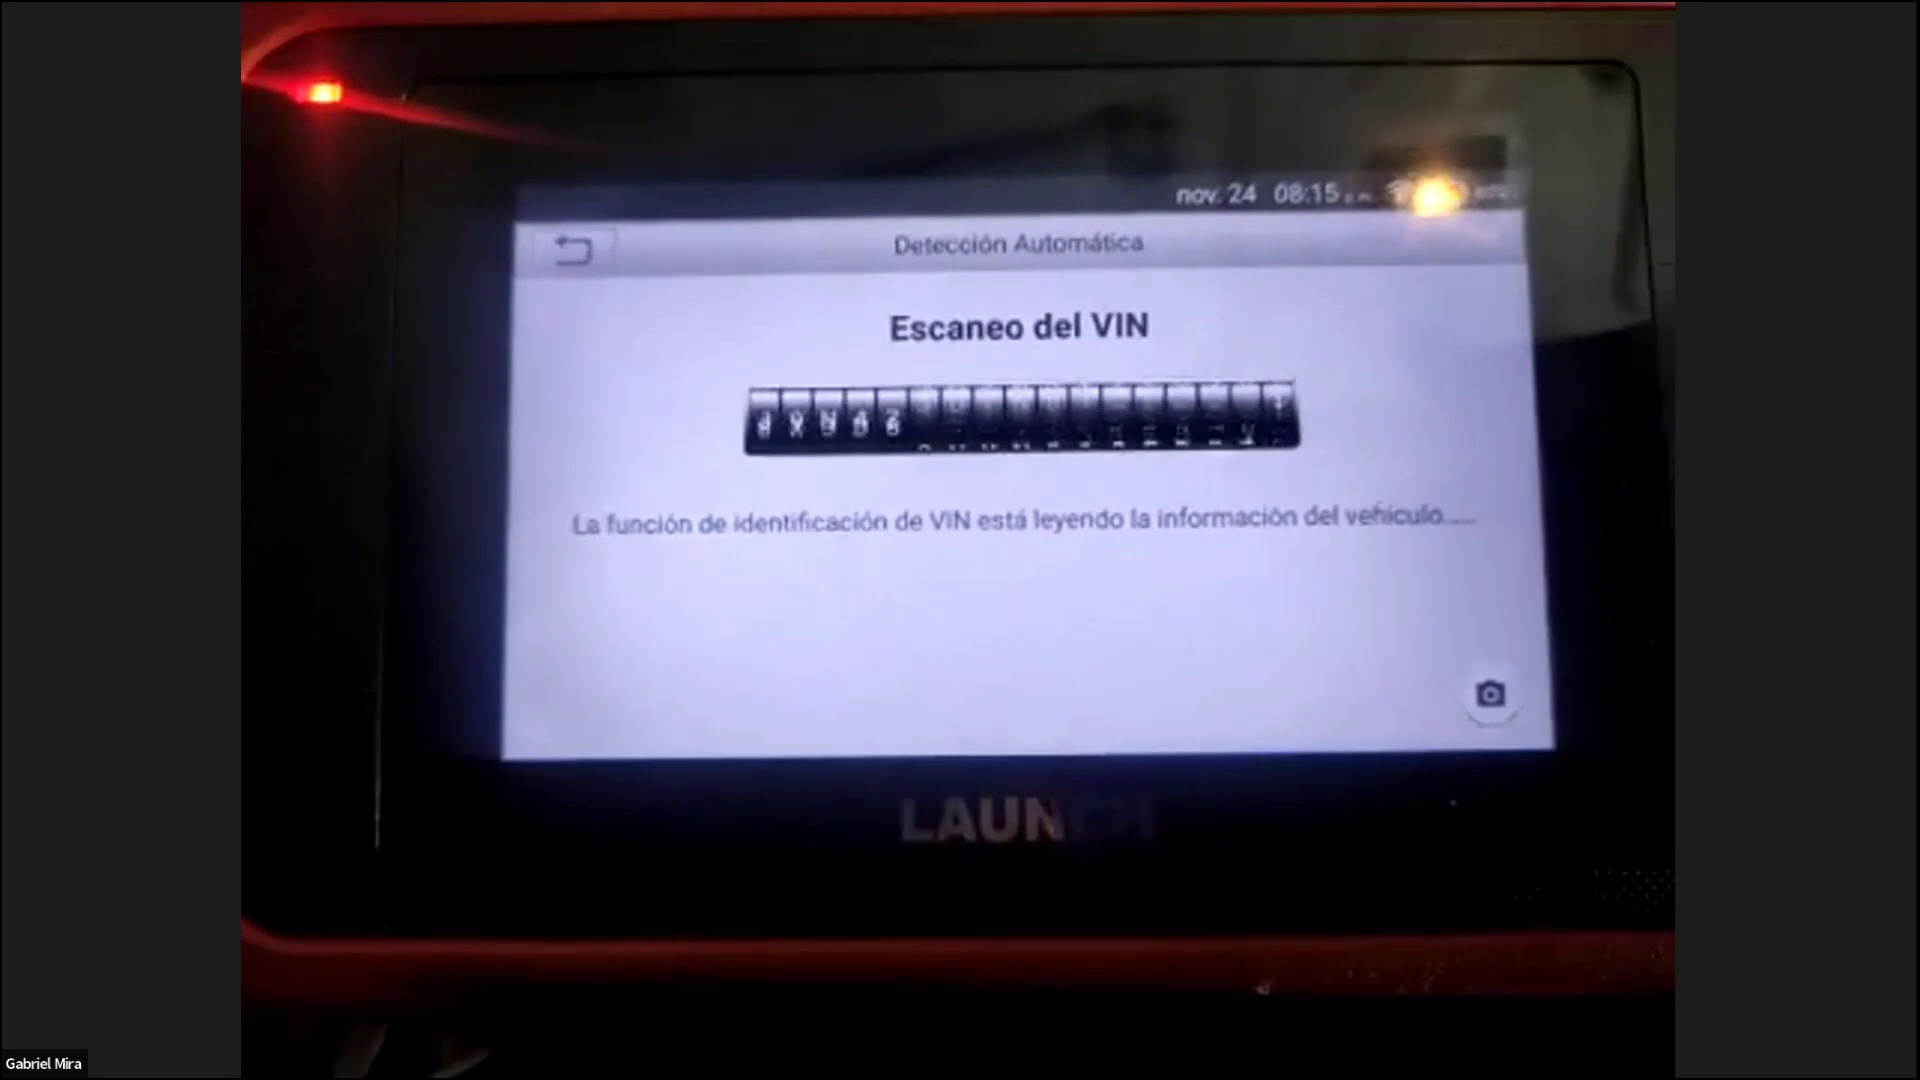 nov. 24 08:15
Detección Automática
Escaneo del VIN
La función de identificación de VIN está leyendo la información del vehículo.....
LAUNCH
Gabriel Mira